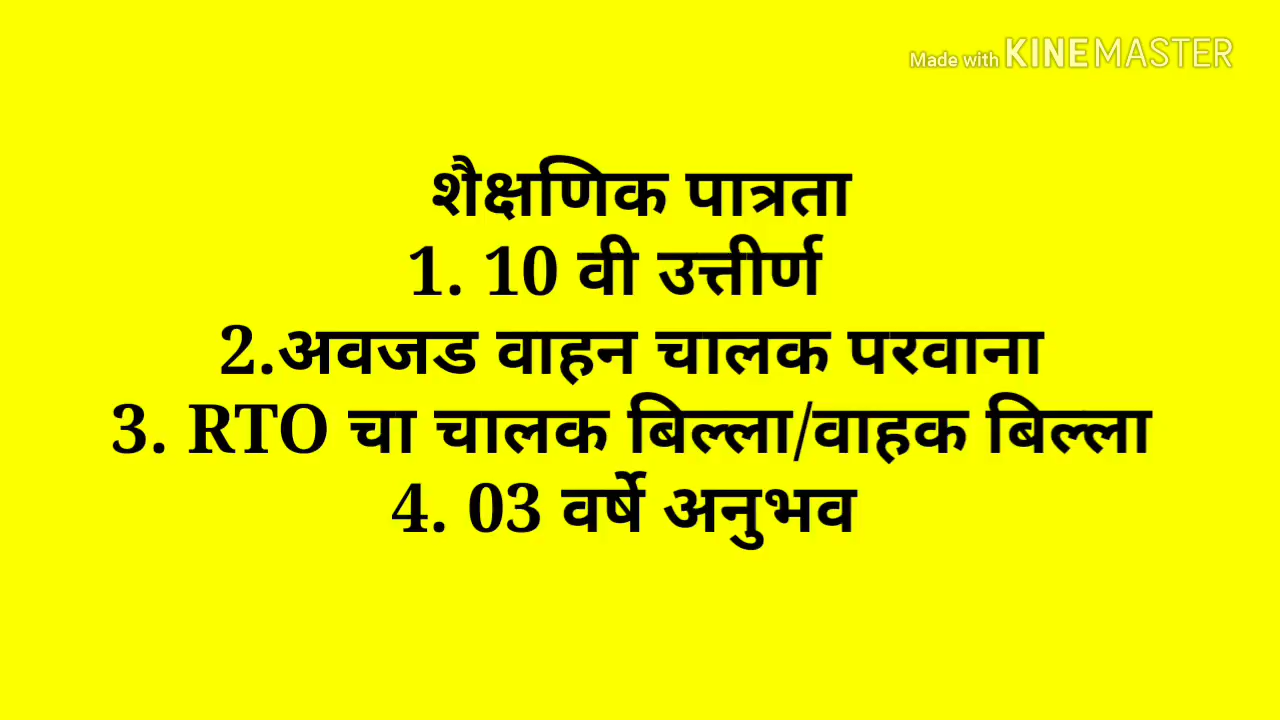 Made with KINEMASTER
शैक्षणिक पात्रता
1. 10 वी उत्तीर्ण
2.अवजड वाहन चालक परवाना
3. RTO चा चालक बिल्ला/वाहक बिल्ला
4. 03 वर्षे अनुभव